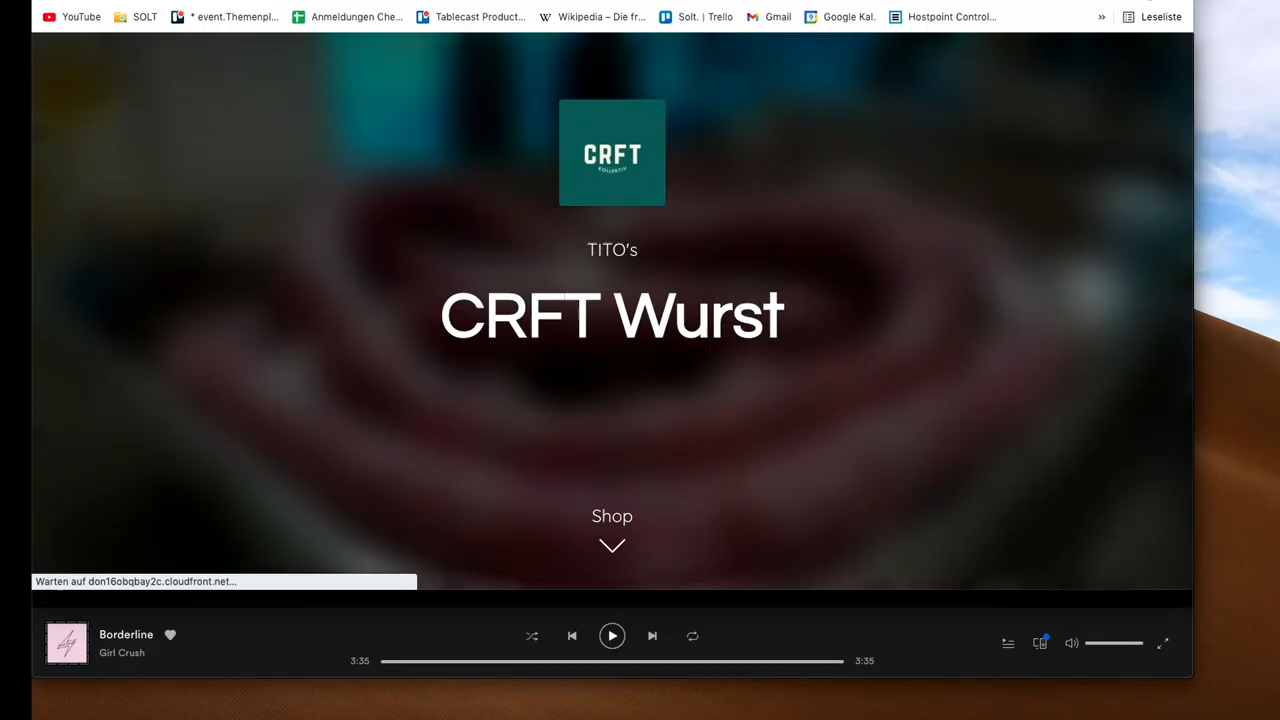 YouTube SOLT * event.Themenpl... Anmeldungen Che... Tablecast Product... Wikipedia – Die fr... Solt. | Trello Gmail Google Kal. Hostpoint Control... » Leseliste
CRFT
KOLLEKTIV
TITO's
CRFT Wurst
Shop
Warten auf don16obqbay2c.cloudfront.net...
Borderline
Girl Crush
3:35 3:35